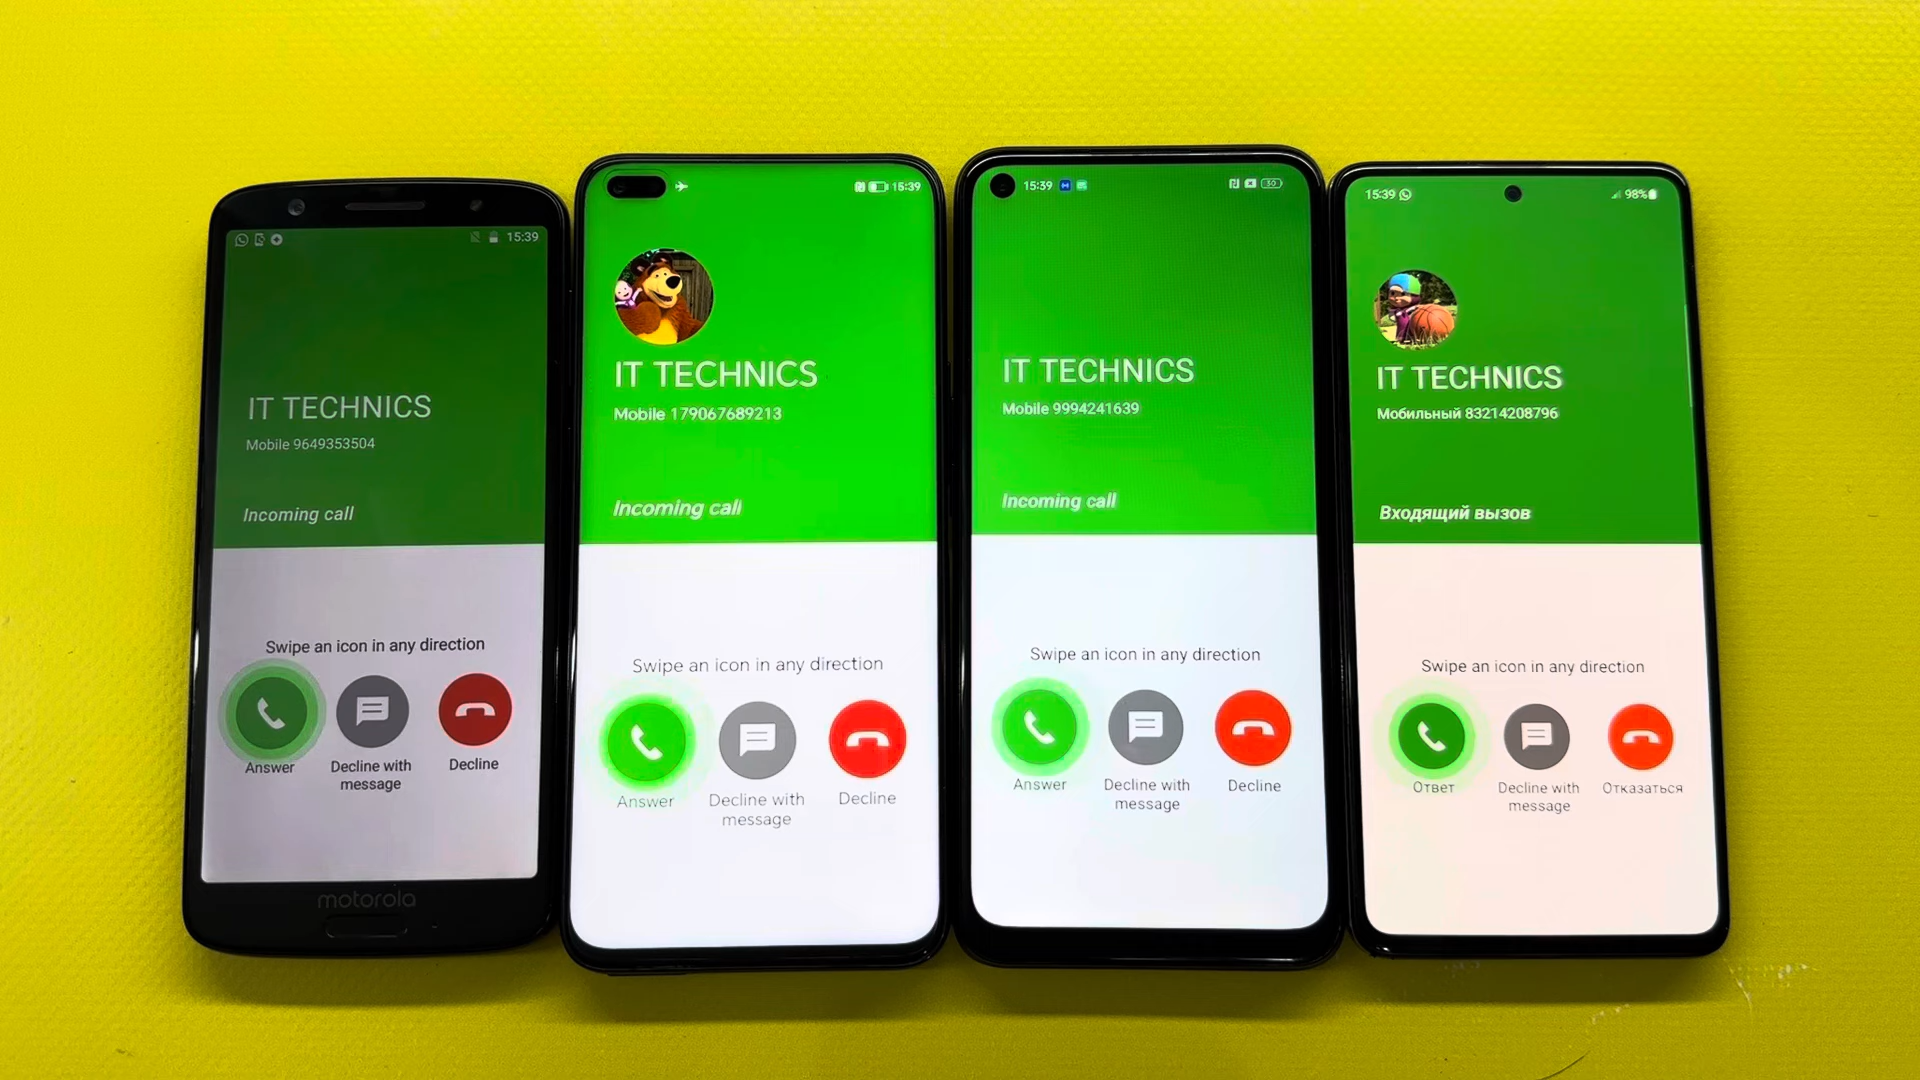 15:39
IT TECHNICS
Mobile 9649353504
Incoming call
Swipe an icon in any direction
Answer
Decline with
message
Decline
motorola
15:39
IT TECHNICS
Mobile 179067689213
Incoming call
Swipe an icon in any direction
Answer
Decline with
message
Decline
15:39
30
IT TECHNICS
Mobile 9994241639
Incoming call
Swipe an icon in any direction
Answer
Decline with
message
Decline
15:39
98%
IT TECHNICS
Мобильный 83214208796
Входящий вызов
Swipe an icon in any direction
Ответ
Decline with
message
Отказаться